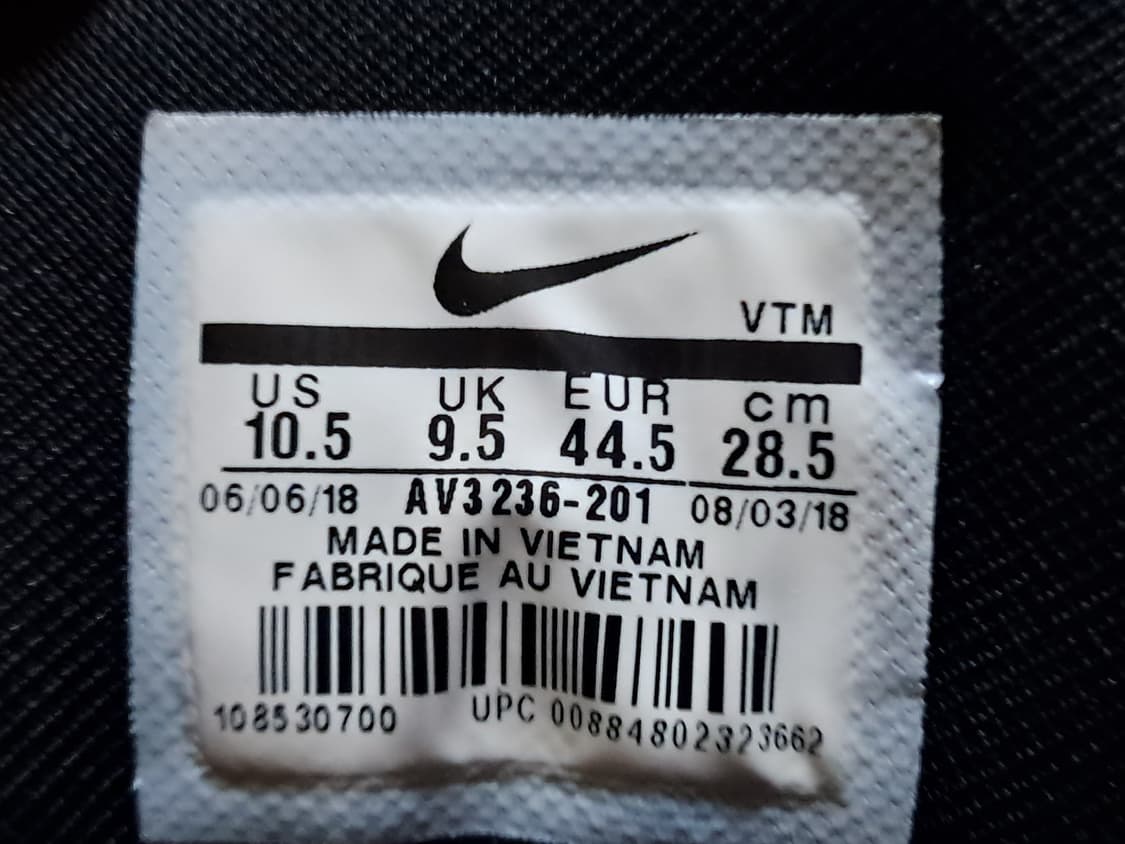 VTM
US UK EUR cm
10.5 9.5 44.5 28.5
06/06/18 AV3236-201 08/03/18
MADE IN VIETNAM
FABRIQUE AU VIETNAM
108530700 UPC 00884802323662